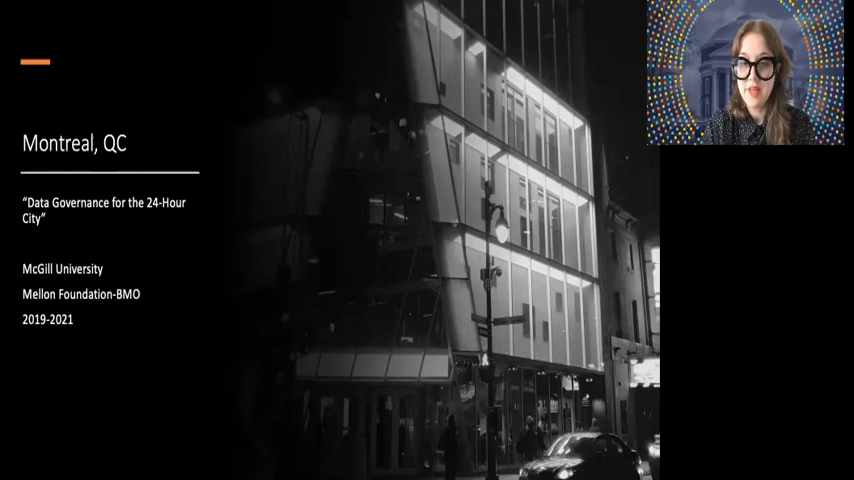 Montreal, QC
“Data Governance for the 24-Hour
City”
McGill University
Mellon Foundation-BMO
2019-2021